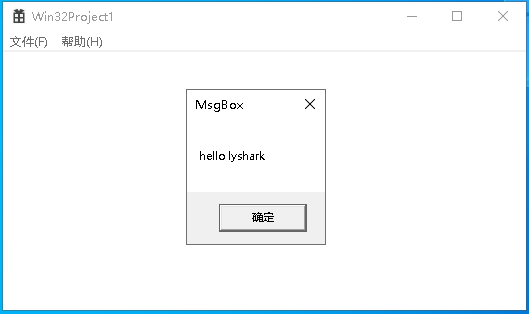 Win32Project1
文件(F) 帮助(H)
MsgBox
hello lyshark
确定